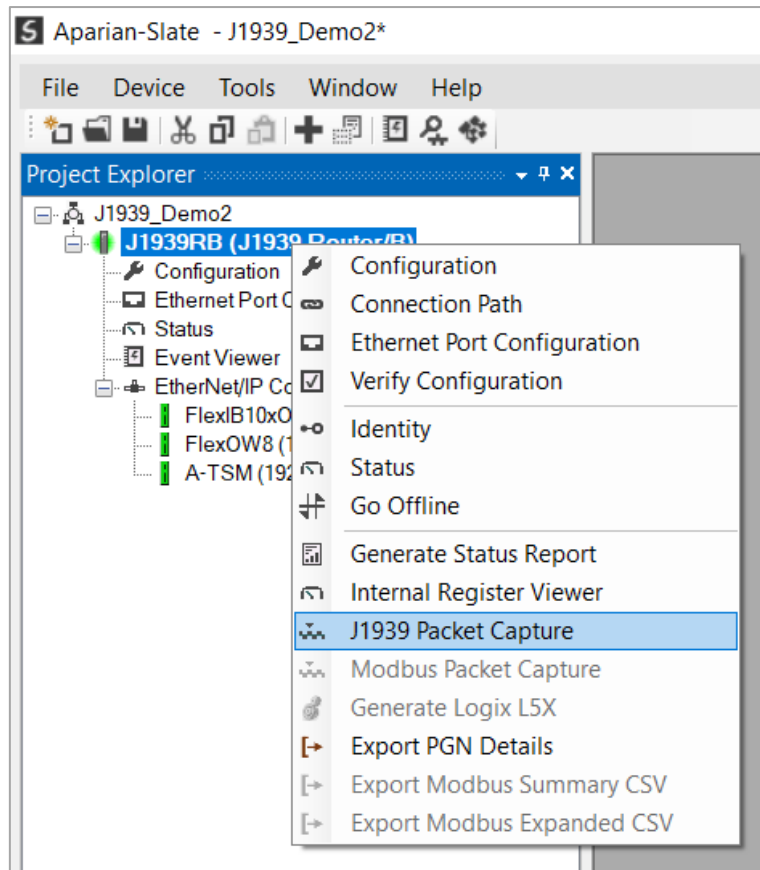 Aparian-Slate - J1939_Demo2*
File Device Tools Window Help
Project Explorer
J1939_Demo2
J1939RB (J1939 Router/B)
Configuration
Ethernet Port
Status
Event Viewer
EtherNet/IP
FlexIB10xO
FlexOW8
A-TSM (192
Configuration
Connection Path
Ethernet Port Configuration
Verify Configuration
Identity
Status
Go Offline
Generate Status Report
Internal Register Viewer
J1939 Packet Capture
Modbus Packet Capture
Generate Logix L5X
Export PGN Details
Export Modbus Summary CSV
Export Modbus Expanded CSV